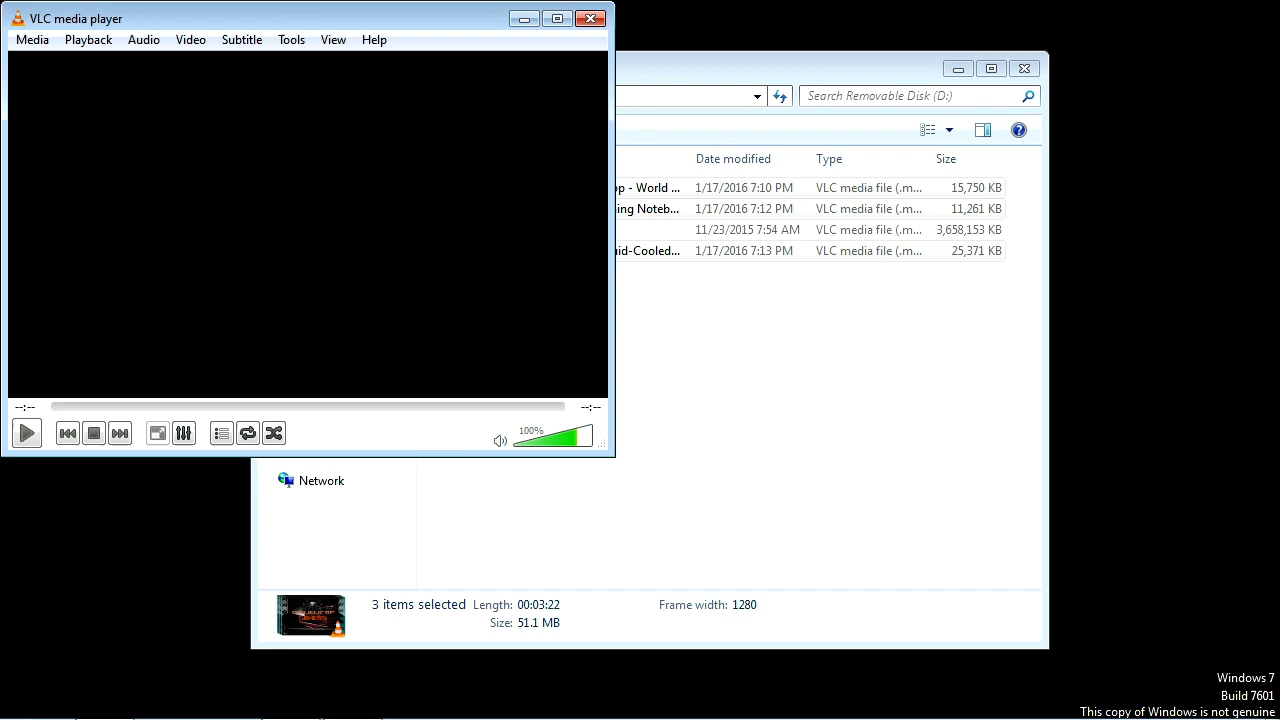 VLC media player
Media Playback Audio Video Subtitle Tools View Help
Search Removable Disk (D:)
Date modified Type Size
op - World ... 1/17/2016 7:10 PM VLC media file (.m... 15,750 KB
ing Noteb... 1/17/2016 7:12 PM VLC media file (.m... 11,261 KB
11/23/2015 7:54 AM VLC media file (.m... 3,658,153 KB
uid-Cooled... 1/17/2016 7:13 PM VLC media file (.m... 25,371 KB
--:-- --:--
100%
Network
3 items selected Length: 00:03:22 Frame width: 1280
Size: 51.1 MB
Windows 7
Build 7601
This copy of Windows is not genuine